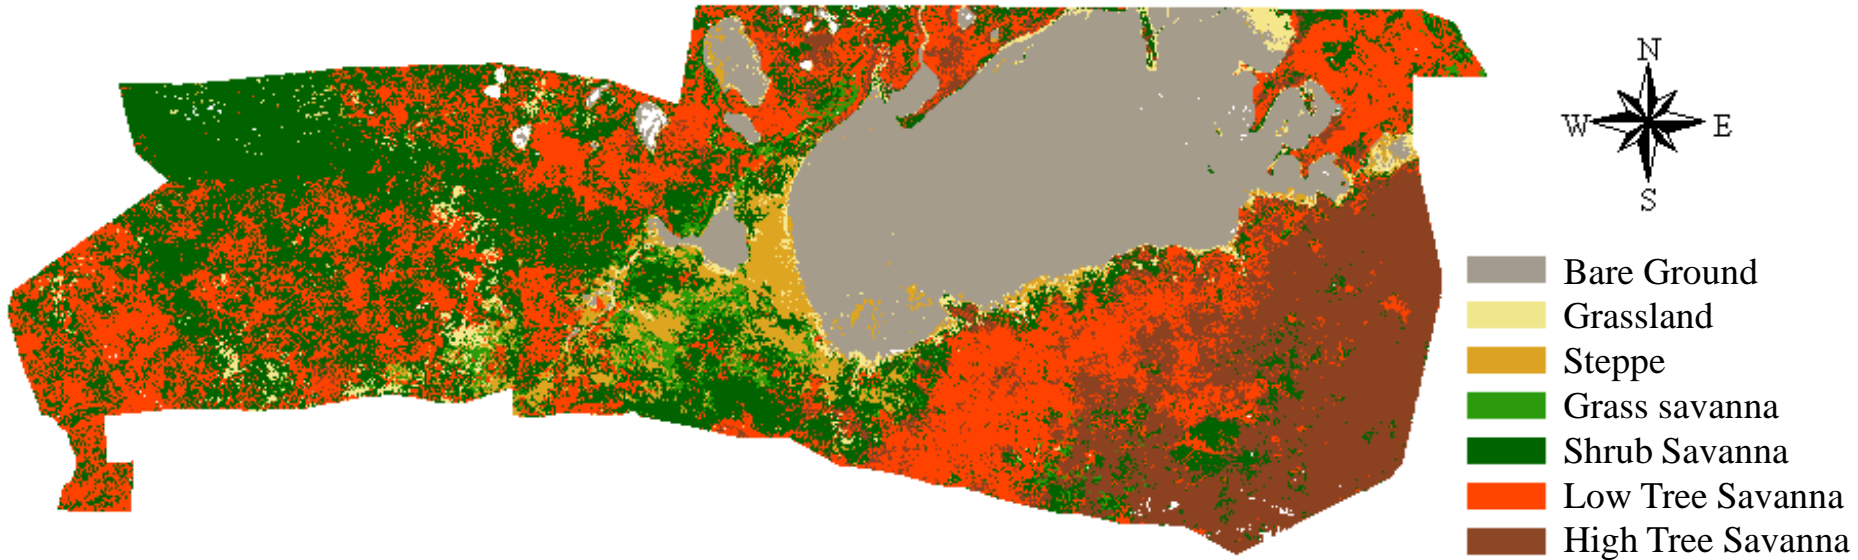 N
W E
S
Bare Ground
Grassland
Steppe
Grass savanna
Shrub Savanna
Low Tree Savanna
High Tree Savanna